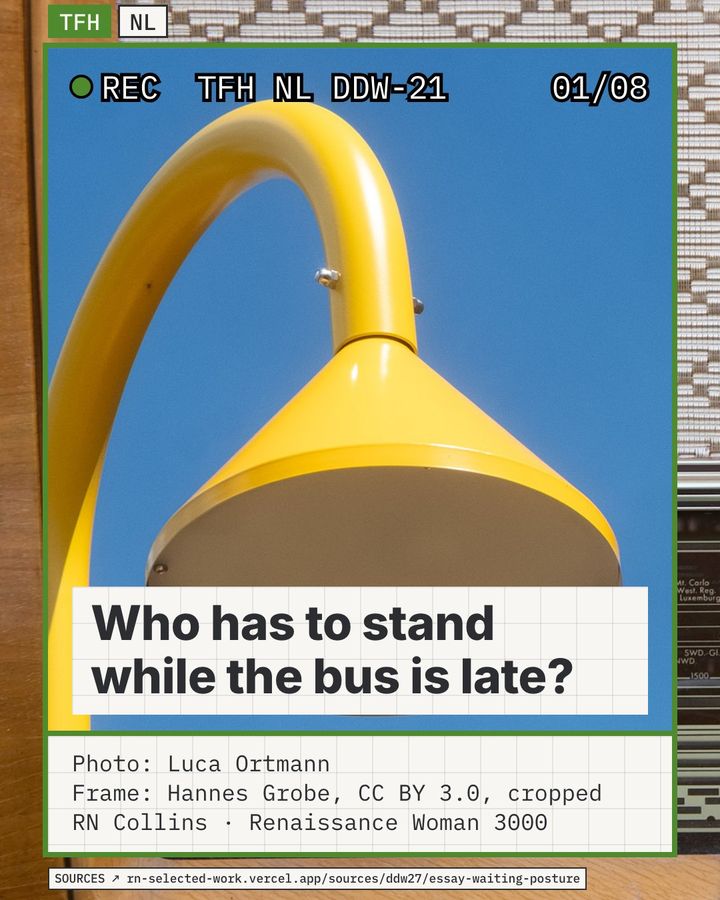 TFH NL
REC TFH NL DDW-21 01/08
Who has to stand
while the bus is late?
Photo: Luca Ortmann
Frame: Hannes Grobe, CC BY 3.0, cropped
RN Collins · Renaissance Woman 3000
Mt. Carlo
West. Reg.
Luxemburg
1500
SOURCES ↗ rn-selected-work.vercel.app/sources/ddw27/essay-waiting-posture